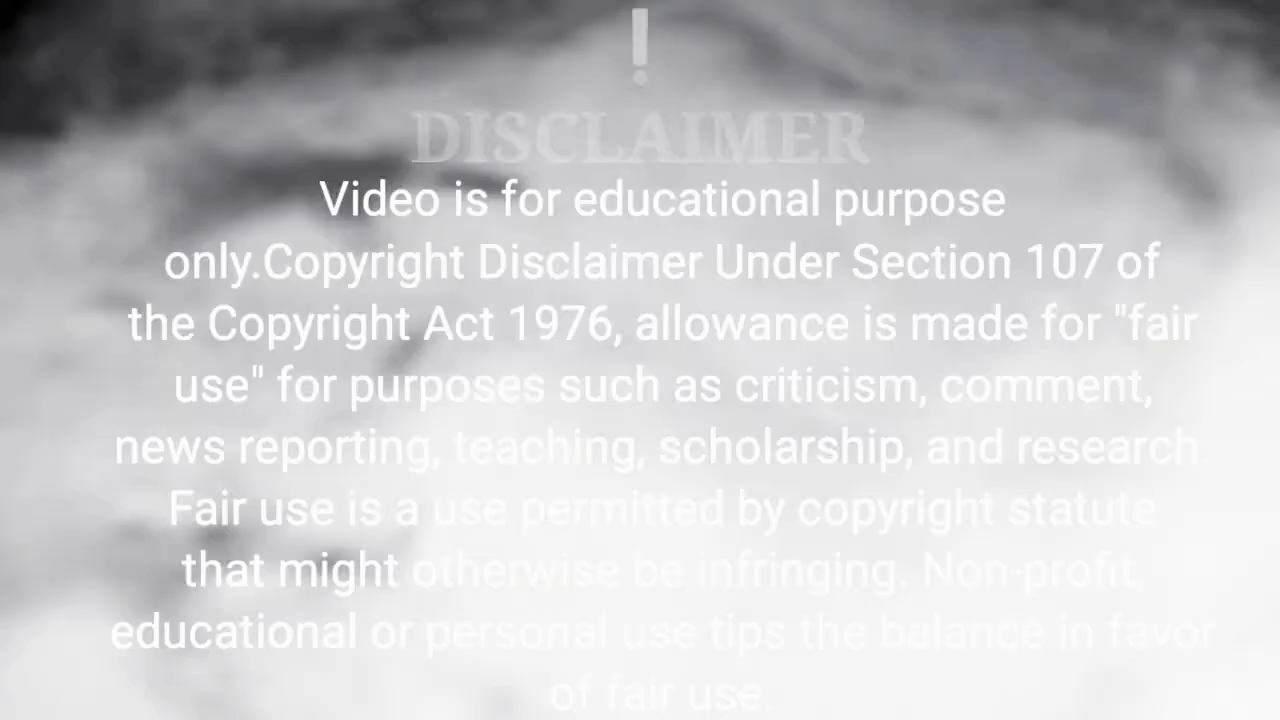 !
DISCLAIMER
Video is for educational purpose
only.Copyright Disclaimer Under Section 107 of
the Copyright Act 1976, allowance is made for "fair
use" for purposes such as criticism, comment,
news reporting, teaching, scholarship, and research.
Fair use is a use permitted by copyright statute
that might otherwise be infringing. Non-profit,
educational or personal use tips the balance in favor
of fair use.